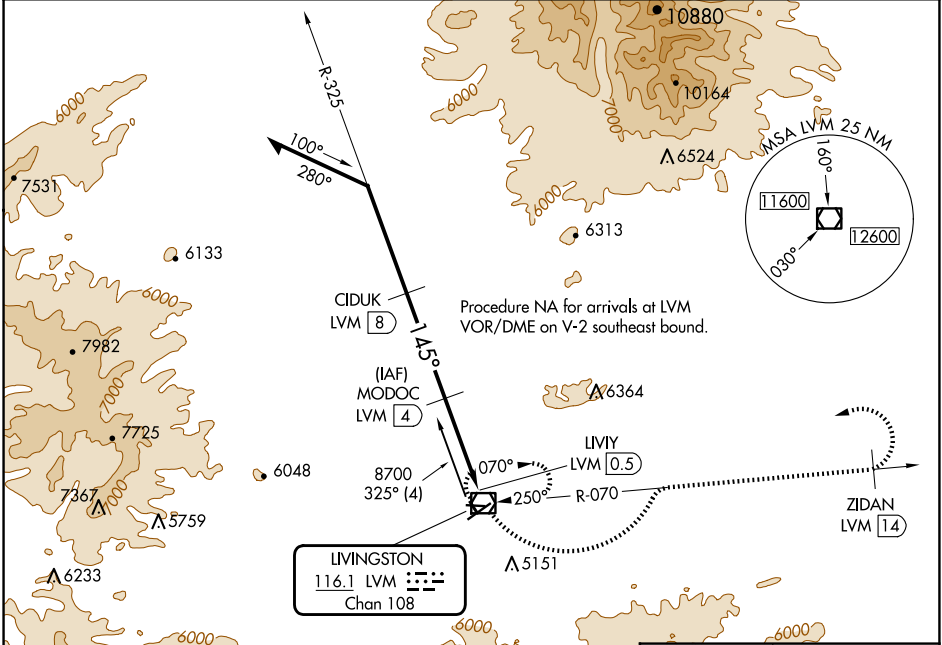 10880
R-325
6000
10164
6000
7000
MSA LVM 25 NM
160°
11600
12600
030°
100°
280°
6524
7531
6000
6313
6133
6000
CIDUK
LVM 8
145°
Procedure NA for arrivals at LVM
VOR/DME on V-2 southeast bound.
7982
7000
(IAF)
MODOC
LVM 4
6364
7725
LIVIY
LVM 0.5
6048
8700
325° (4)
070°
250°
R-070
ZIDAN
LVM 14
7367
7000
5759
LIVINGSTON
116.1 LVM
Chan 108
5151
6233
6000
6000
6000